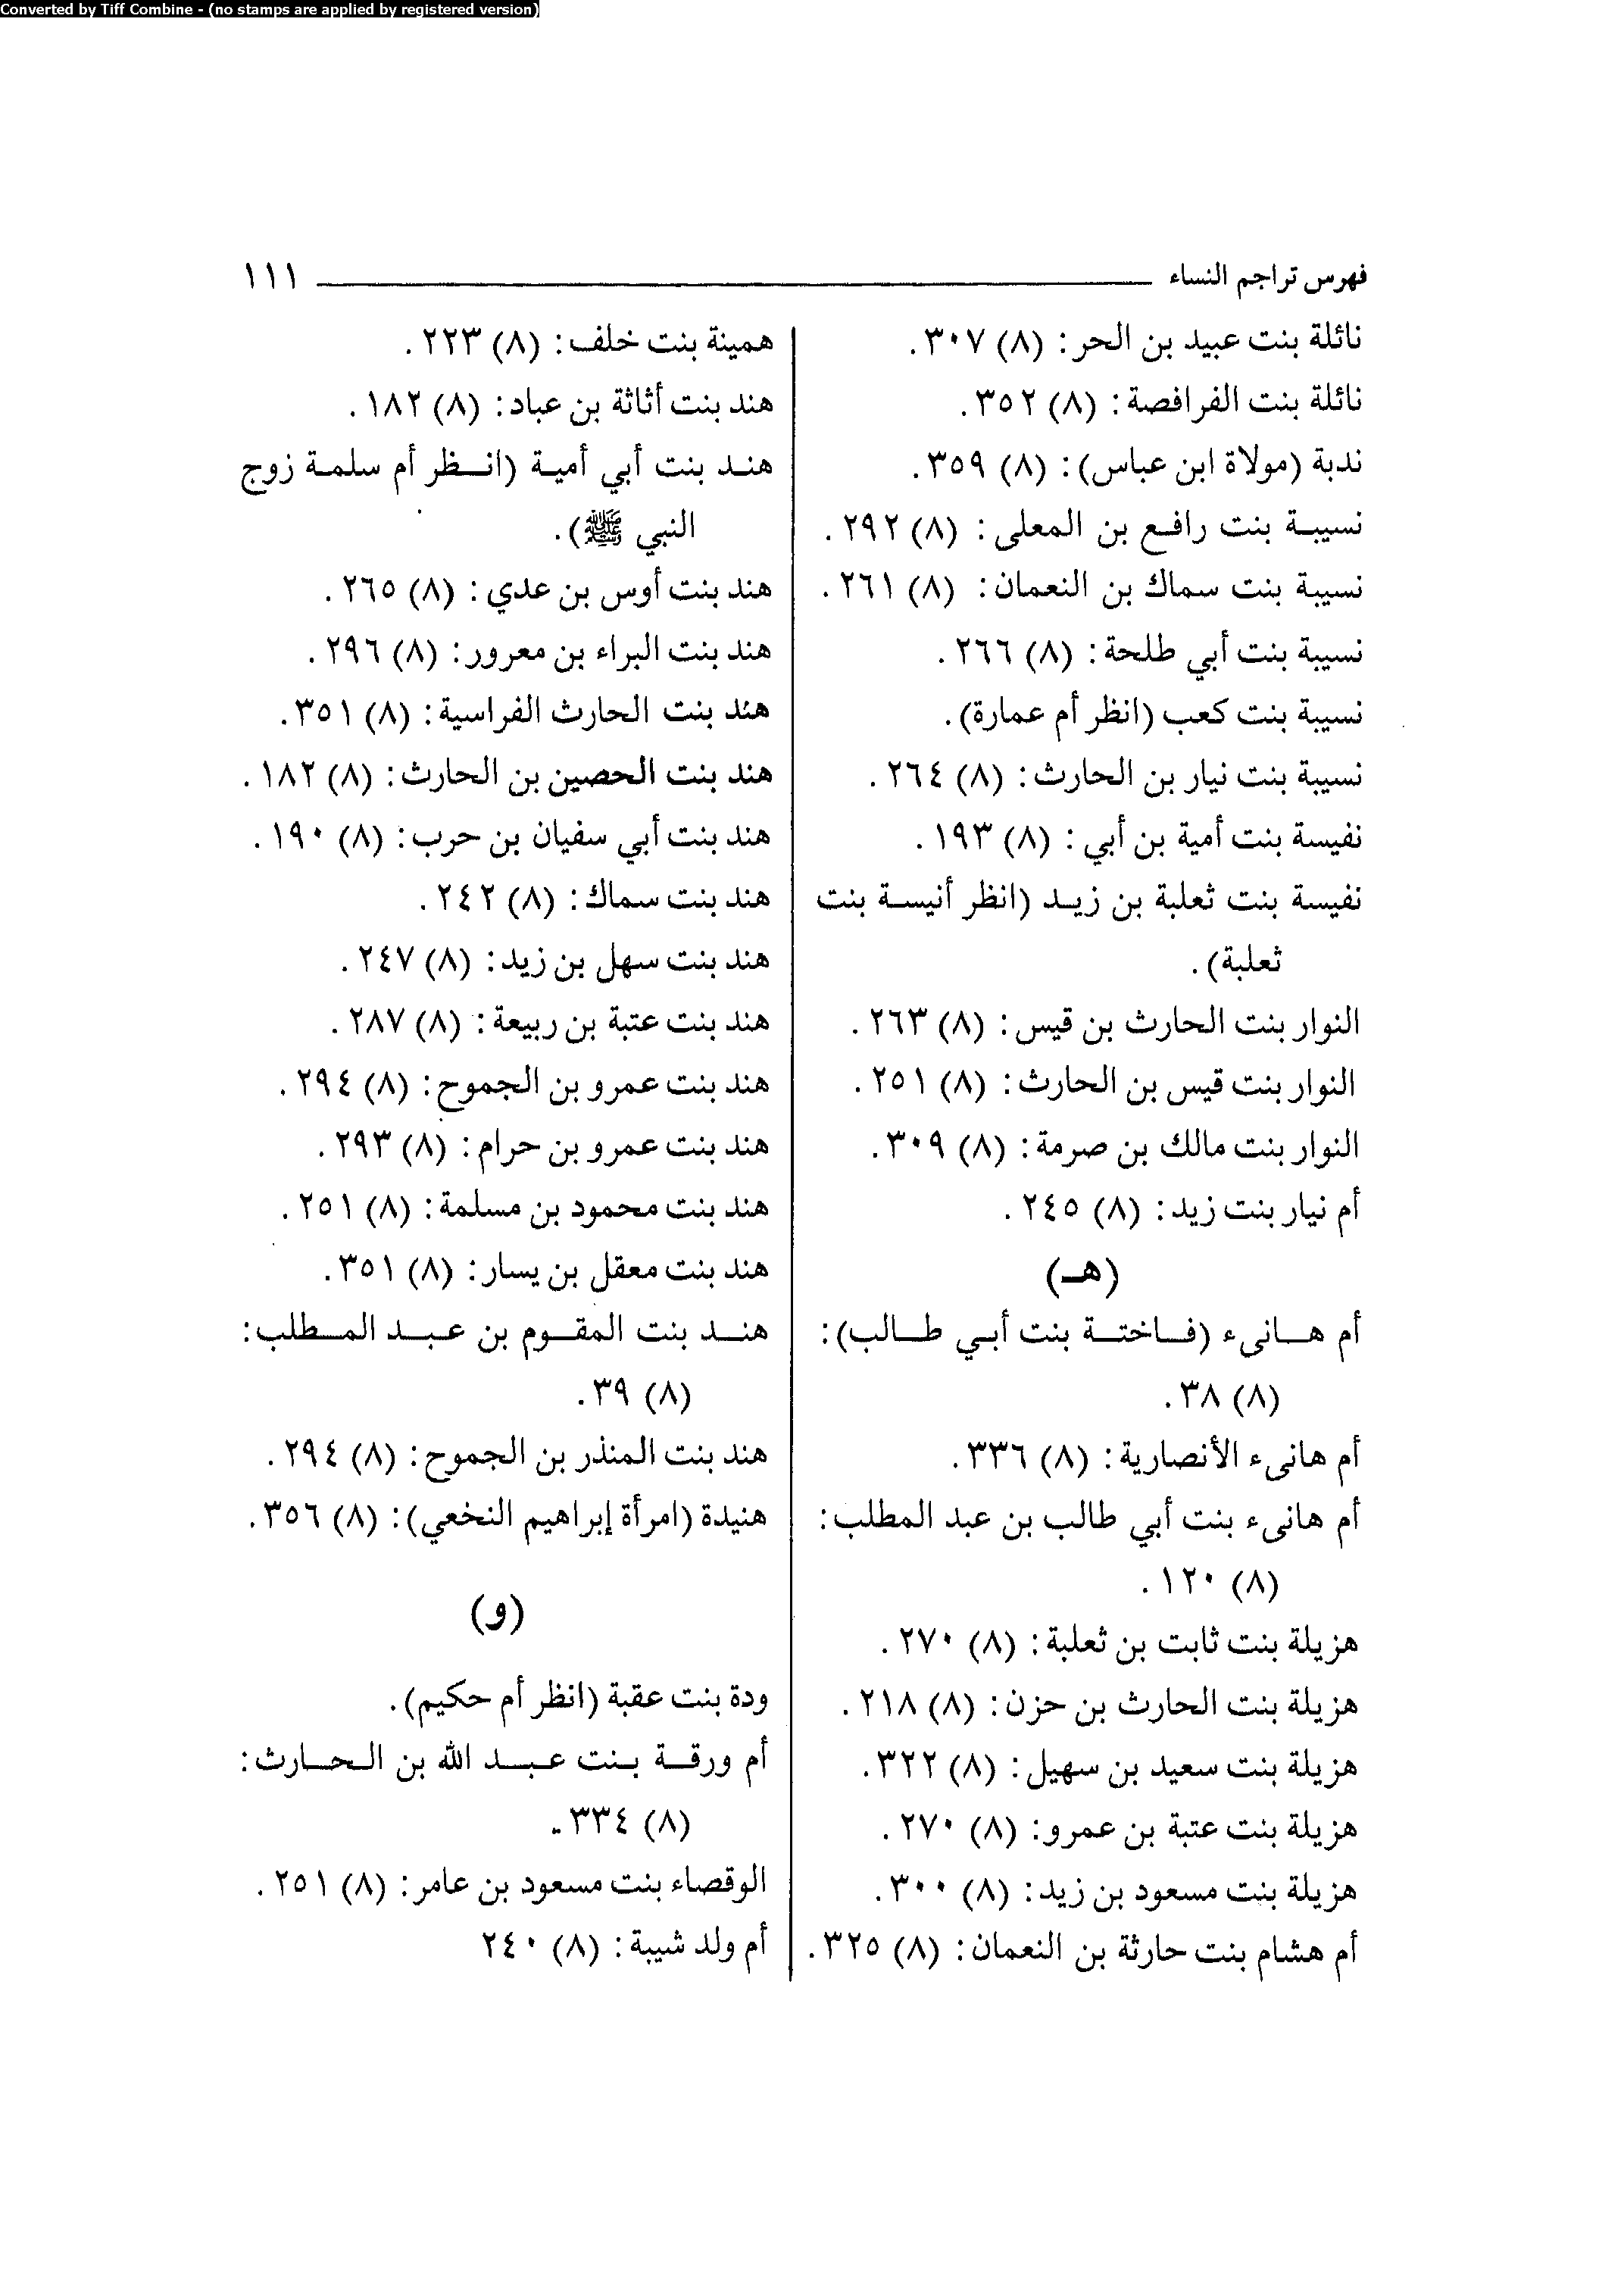 Converted by Tiff Combine - (no stamps are applied by registered version)
فهرس تراجم النساء ١١١
نائلة بنت عبيد بن الحر: (٨) ٣٠٧.
نائلة بنت الفرافصة: (٨) ٣٥٢.
ندبة (مولاة ابن عباس): (٨) ٣٥٩.
نسيبة بنت رافع بن المعلى: (٨) ٢٩٢.
نسيبة بنت سماك بن النعمان: (٨) ٢٦١.
نسيبة بنت أبي طلحة: (٨) ٢٦٦.
نسيبة بنت كعب (انظر أم عمارة).
نسيبة بنت نيار بن الحارث: (٨) ٢٦٤.
نفيسة بنت أمية بن أبي: (٨) ١٩٣.
نفيسة بنت ثعلبة بن زيد (انظر أنيسة بنت
ثعلبة).
النوار بنت الحارث بن قيس: (٨) ٢٦٣.
النوار بنت قيس بن الحارث: (٨) ٢٥١.
النوار بنت مالك بن صرمة: (٨) ٣٠٩.
أم نيار بنت زيد: (٨) ٢٤٥.
(هـ)
أم هانىء (فاختة بنت أبي طالب):
(٨) ٣٨.
أم هانىء الأنصارية: (٨) ٣٣٦.
أم هانىء بنت أبي طالب بن عبد المطلب:
(٨) ١٢٠.
هزيلة بنت ثابت بن ثعلبة: (٨) ٢٧٠.
هزيلة بنت الحارث بن حزن: (٨) ٢١٨.
هزيلة بنت سعيد بن سهيل: (٨) ٣٢٢.
هزيلة بنت عتبة بن عمرو: (٨) ٢٧٠.
هزيلة بنت مسعود بن زيد: (٨) ٣٠٠.
أم هشام بنت حارثة بن النعمان: (٨) ٣٢٥.
همينة بنت خلف: (٨) ٢٢٣.
هند بنت أثاثة بن عباد: (٨) ١٨٢.
هند بنت أبي أمية (انظر أم سلمة زوج
النبي ﷺ).
هند بنت أوس بن عدي: (٨) ٢٦٥.
هند بنت البراء بن معرور: (٨) ٢٩٦.
هند بنت الحارث الفراسية: (٨) ٣٥١.
هند بنت الحصين بن الحارث: (٨) ١٨٢.
هند بنت أبي سفيان بن حرب: (٨) ١٩٠.
هند بنت سماك: (٨) ٢٤٢.
هند بنت سهل بن زيد: (٨) ٢٤٧.
هند بنت عتبة بن ربيعة: (٨) ٢٨٧.
هند بنت عمرو بن الجموح: (٨) ٢٩٤.
هند بنت عمرو بن حرام: (٨) ٢٩٣.
هند بنت محمود بن مسلمة: (٨) ٢٥١.
هند بنت معقل بن يسار: (٨) ٣٥١.
هند بنت المقوم بن عبد المطلب:
(٨) ٣٩.
هند بنت المنذر بن الجموح: (٨) ٢٩٤.
هنيدة (امرأة إبراهيم النخعي): (٨) ٣٥٦.
(و)
ودة بنت عقبة (انظر أم حكيم).
أم ورقة بنت عبد الله بن الحارث:
(٨) ٣٣٤.
الوقصاء بنت مسعود بن عامر: (٨) ٢٥١.
أم ولد شيبة: (٨) ٢٤٠